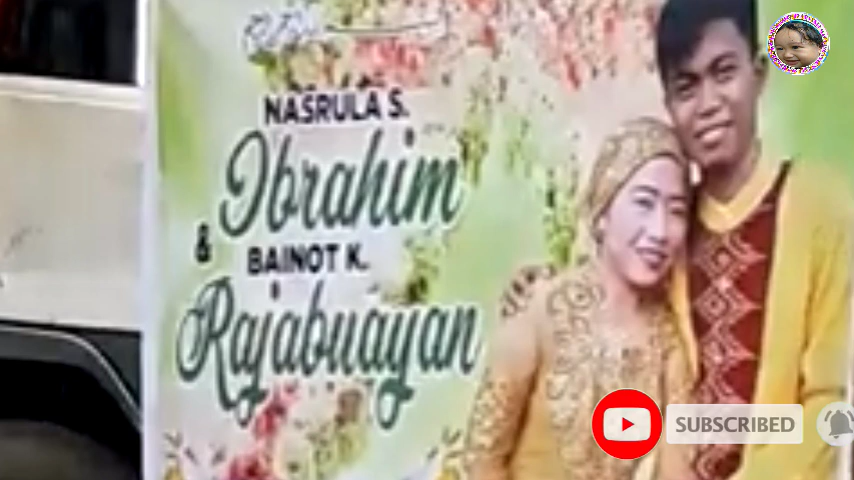 NASRULA S.
Ibrahim
&
BAINOT K.
Rajabuayan
SUBSCRIBED